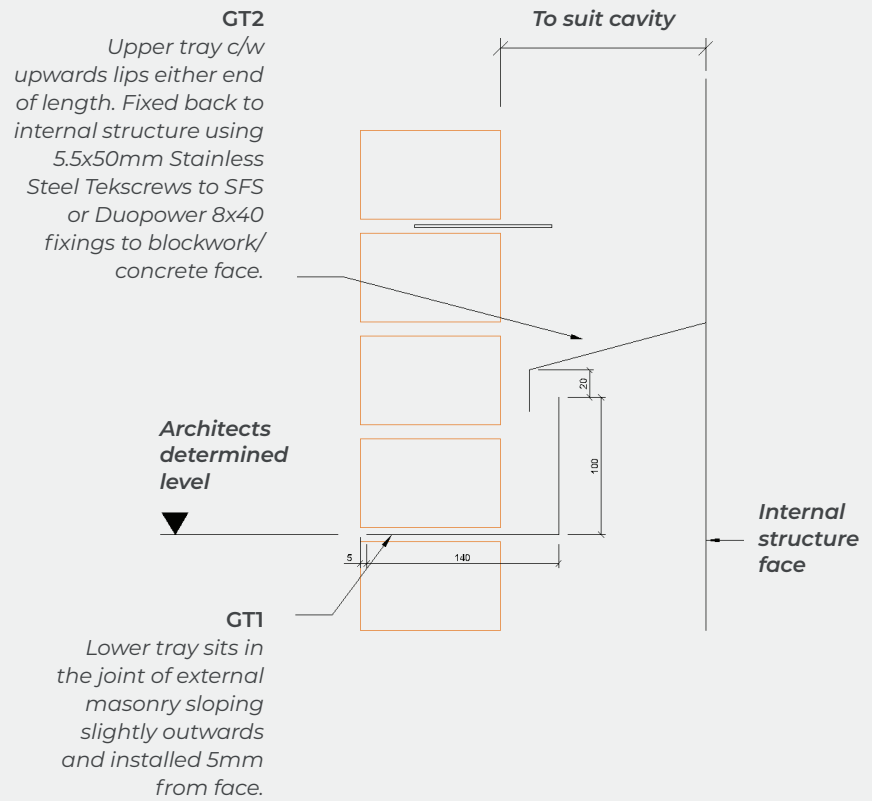 GT2
Upper tray c/w
upwards lips either end
of length. Fixed back to
internal structure using
5.5x50mm Stainless
Steel Tekscrews to SFS
or Duopower 8x40
fixings to blockwork/
concrete face.
To suit cavity
20
100
Architects
determined
level
Internal
structure
face
5
140
GT1
Lower tray sits in
the joint of external
masonry sloping
slightly outwards
and installed 5mm
from face.